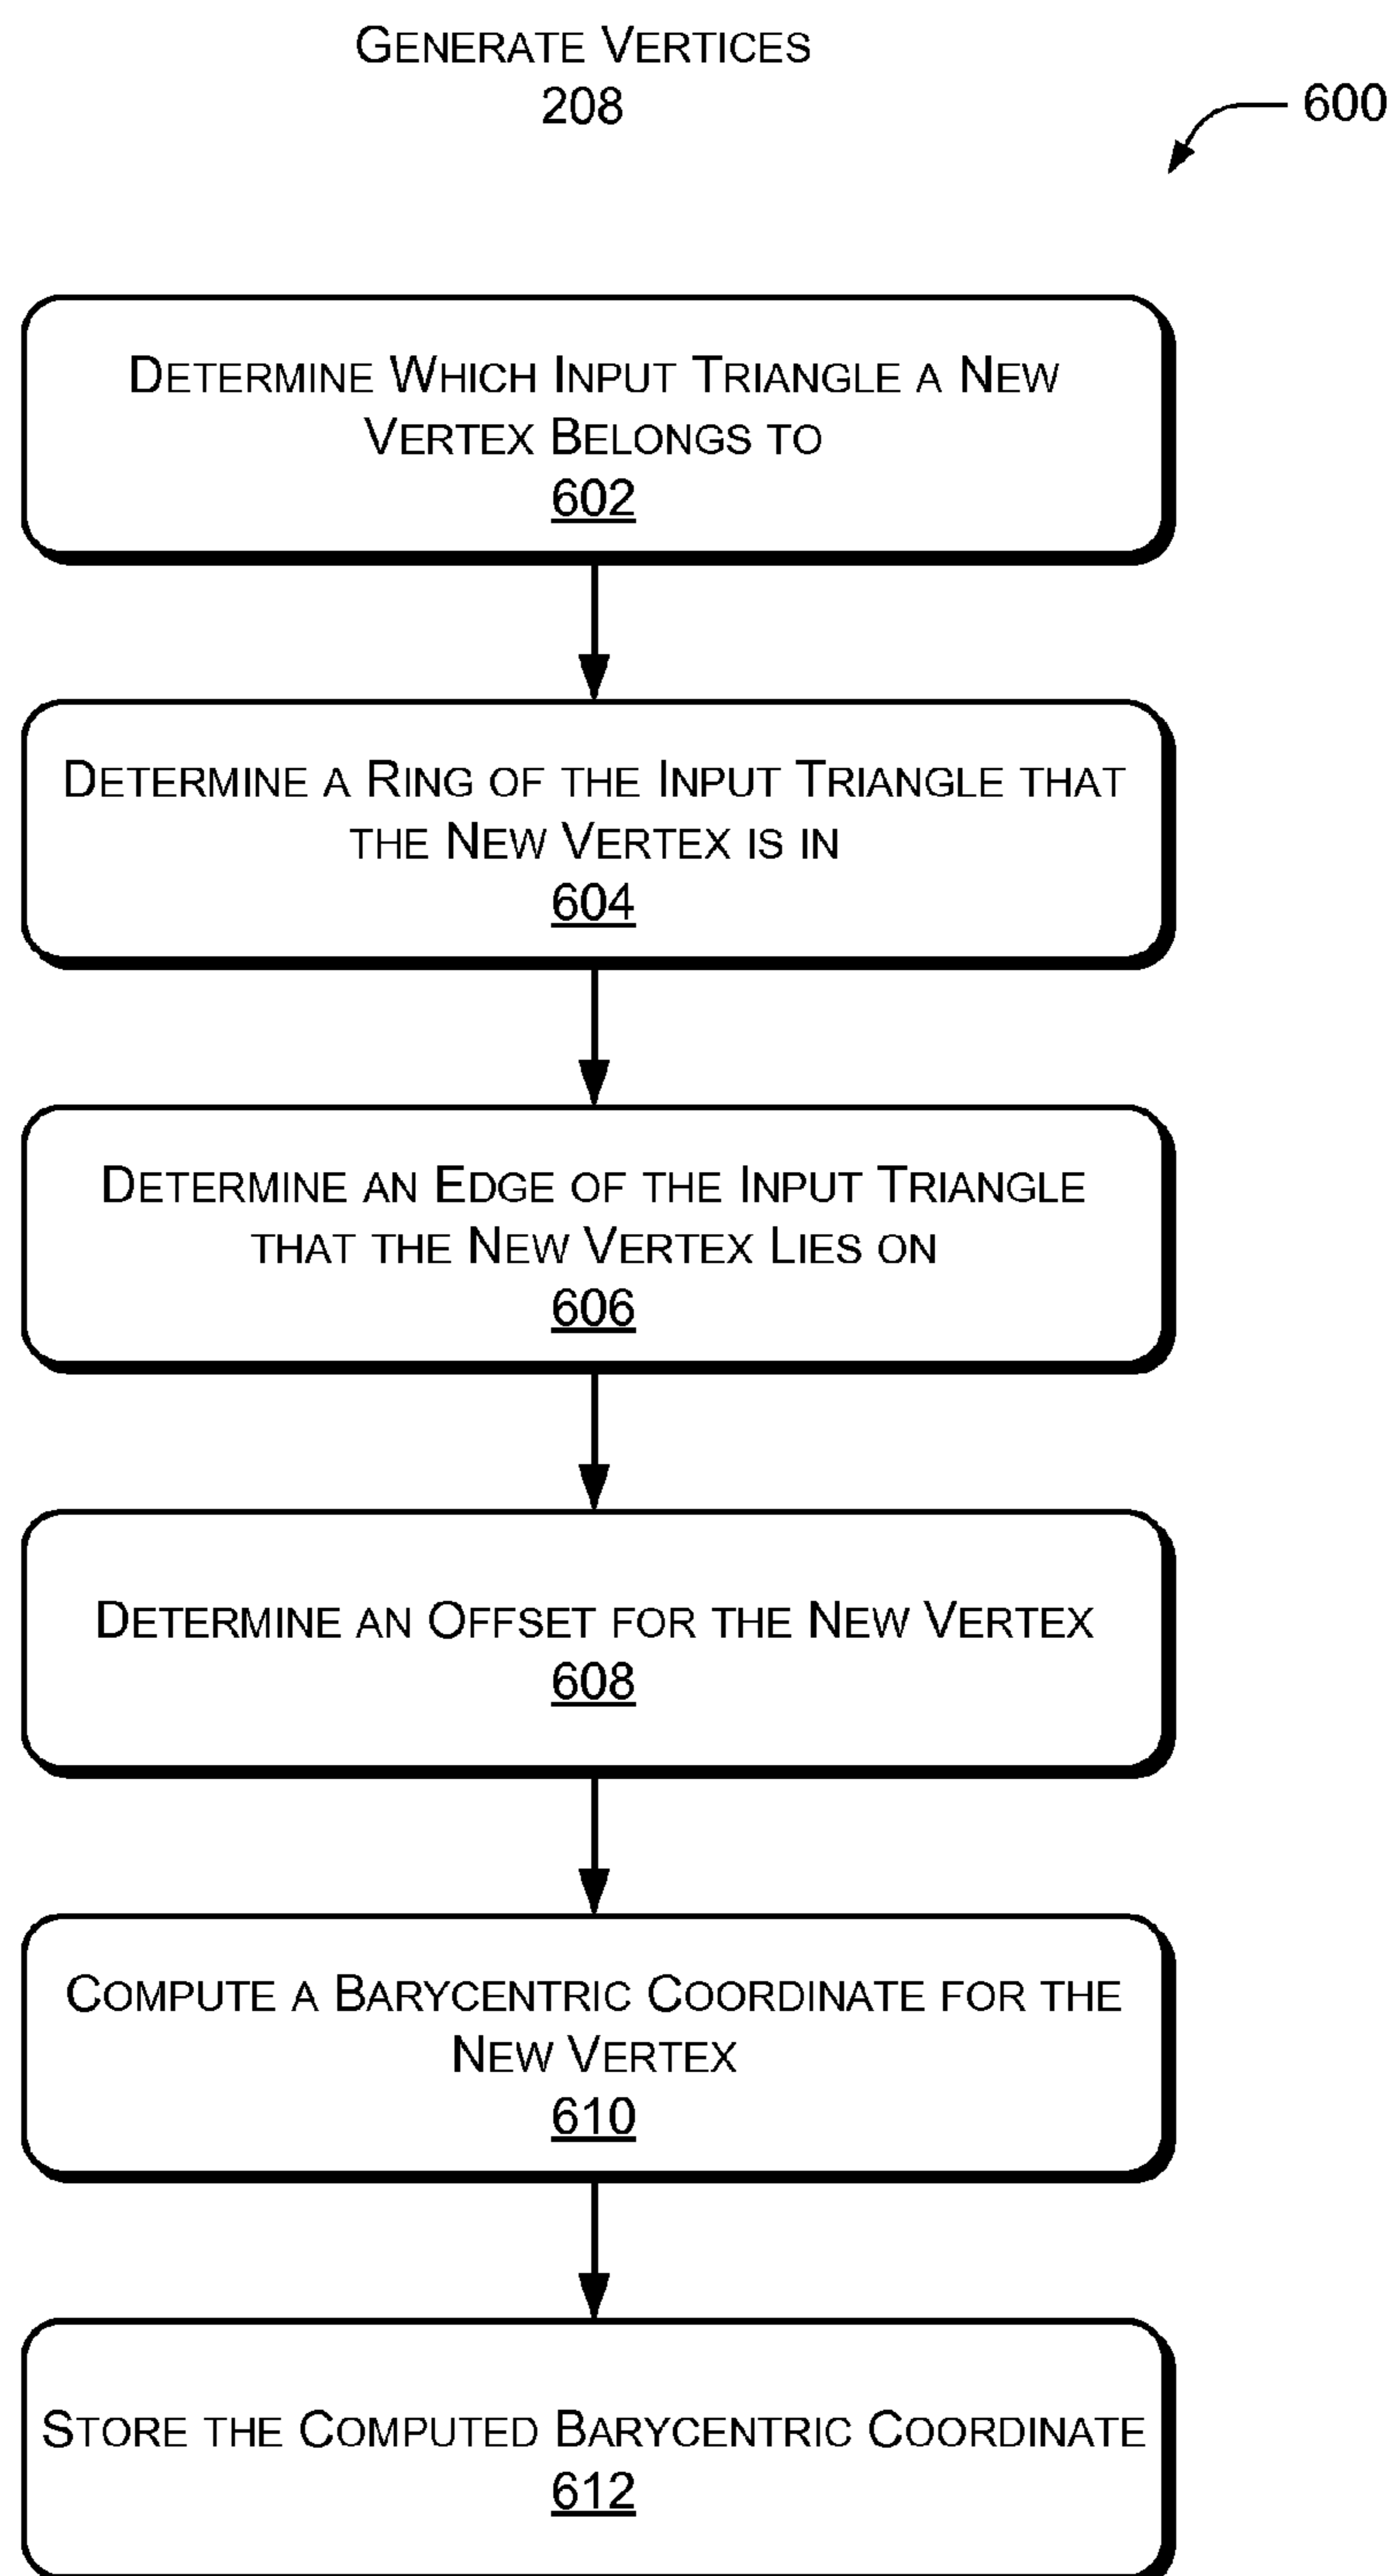 GENERATE VERTICES
208
600
DETERMINE WHICH INPUT TRIANGLE A NEW
VERTEX BELONGS TO
602
DETERMINE A RING OF THE INPUT TRIANGLE THAT
THE NEW VERTEX IS IN
604
DETERMINE AN EDGE OF THE INPUT TRIANGLE
THAT THE NEW VERTEX LIES ON
606
DETERMINE AN OFFSET FOR THE NEW VERTEX
608
COMPUTE A BARYCENTRIC COORDINATE FOR THE
NEW VERTEX
610
STORE THE COMPUTED BARYCENTRIC COORDINATE
612